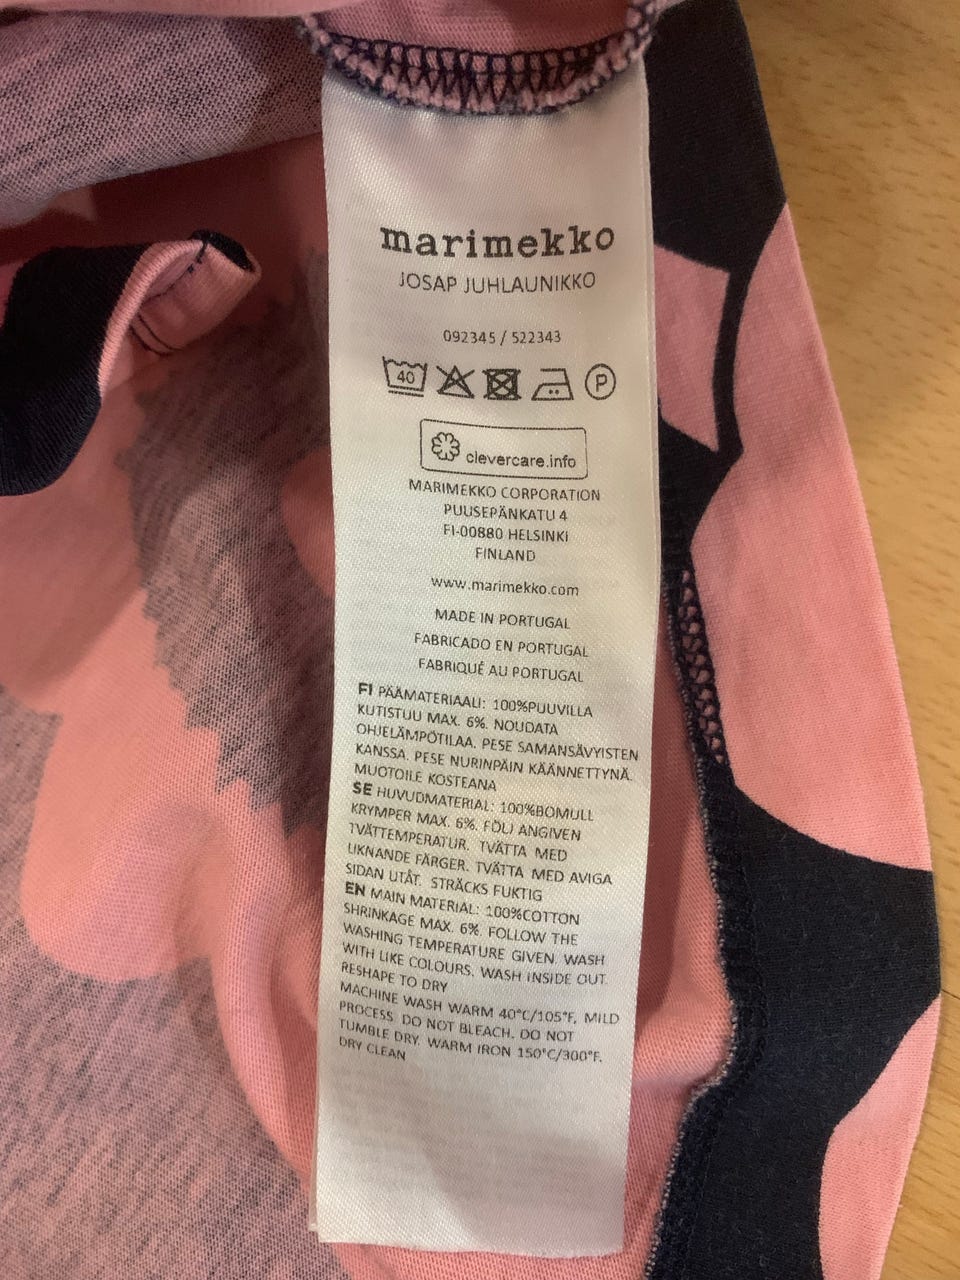 marimekko
JOSAP JUHLAUNIKKO
092345 / 522343
40 P
clevercare.info
MARIMEKKO CORPORATION
PUUSEPÄNKATU 4
FI-00880 HELSINKI
FINLAND
www.marimekko.com
MADE IN PORTUGAL
FABRICADO EN PORTUGAL
FABRIQUÉ AU PORTUGAL
FI PÄÄMATERIAALI: 100%PUUVILLA
KUTISTUU MAX. 6%. NOUDATA
OHJELÄMPÖTILAA. PESE SAMANSÄVYISTEN
KANSSA. PESE NURINPÄIN KÄÄNNETTYNÄ.
MUOTOILE KOSTEANA
SE HUVUDMATERIAL: 100%BOMULL
KRYMPER MAX. 6%. FÖLJ ANGIVEN
TVÄTTEMPERATUR. TVÄTTA MED
LIKNANDE FÄRGER. TVÄTTA MED AVIGA
SIDAN UTÅT. STRÄCKS FUKTIG
EN MAIN MATERIAL: 100%COTTON
SHRINKAGE MAX. 6%. FOLLOW THE
WASHING TEMPERATURE GIVEN. WASH
WITH LIKE COLOURS. WASH INSIDE OUT.
RESHAPE TO DRY
MACHINE WASH WARM 40°C/105°F, MILD
PROCESS. DO NOT BLEACH. DO NOT
TUMBLE DRY. WARM IRON 150°C/300°F.
DRY CLEAN